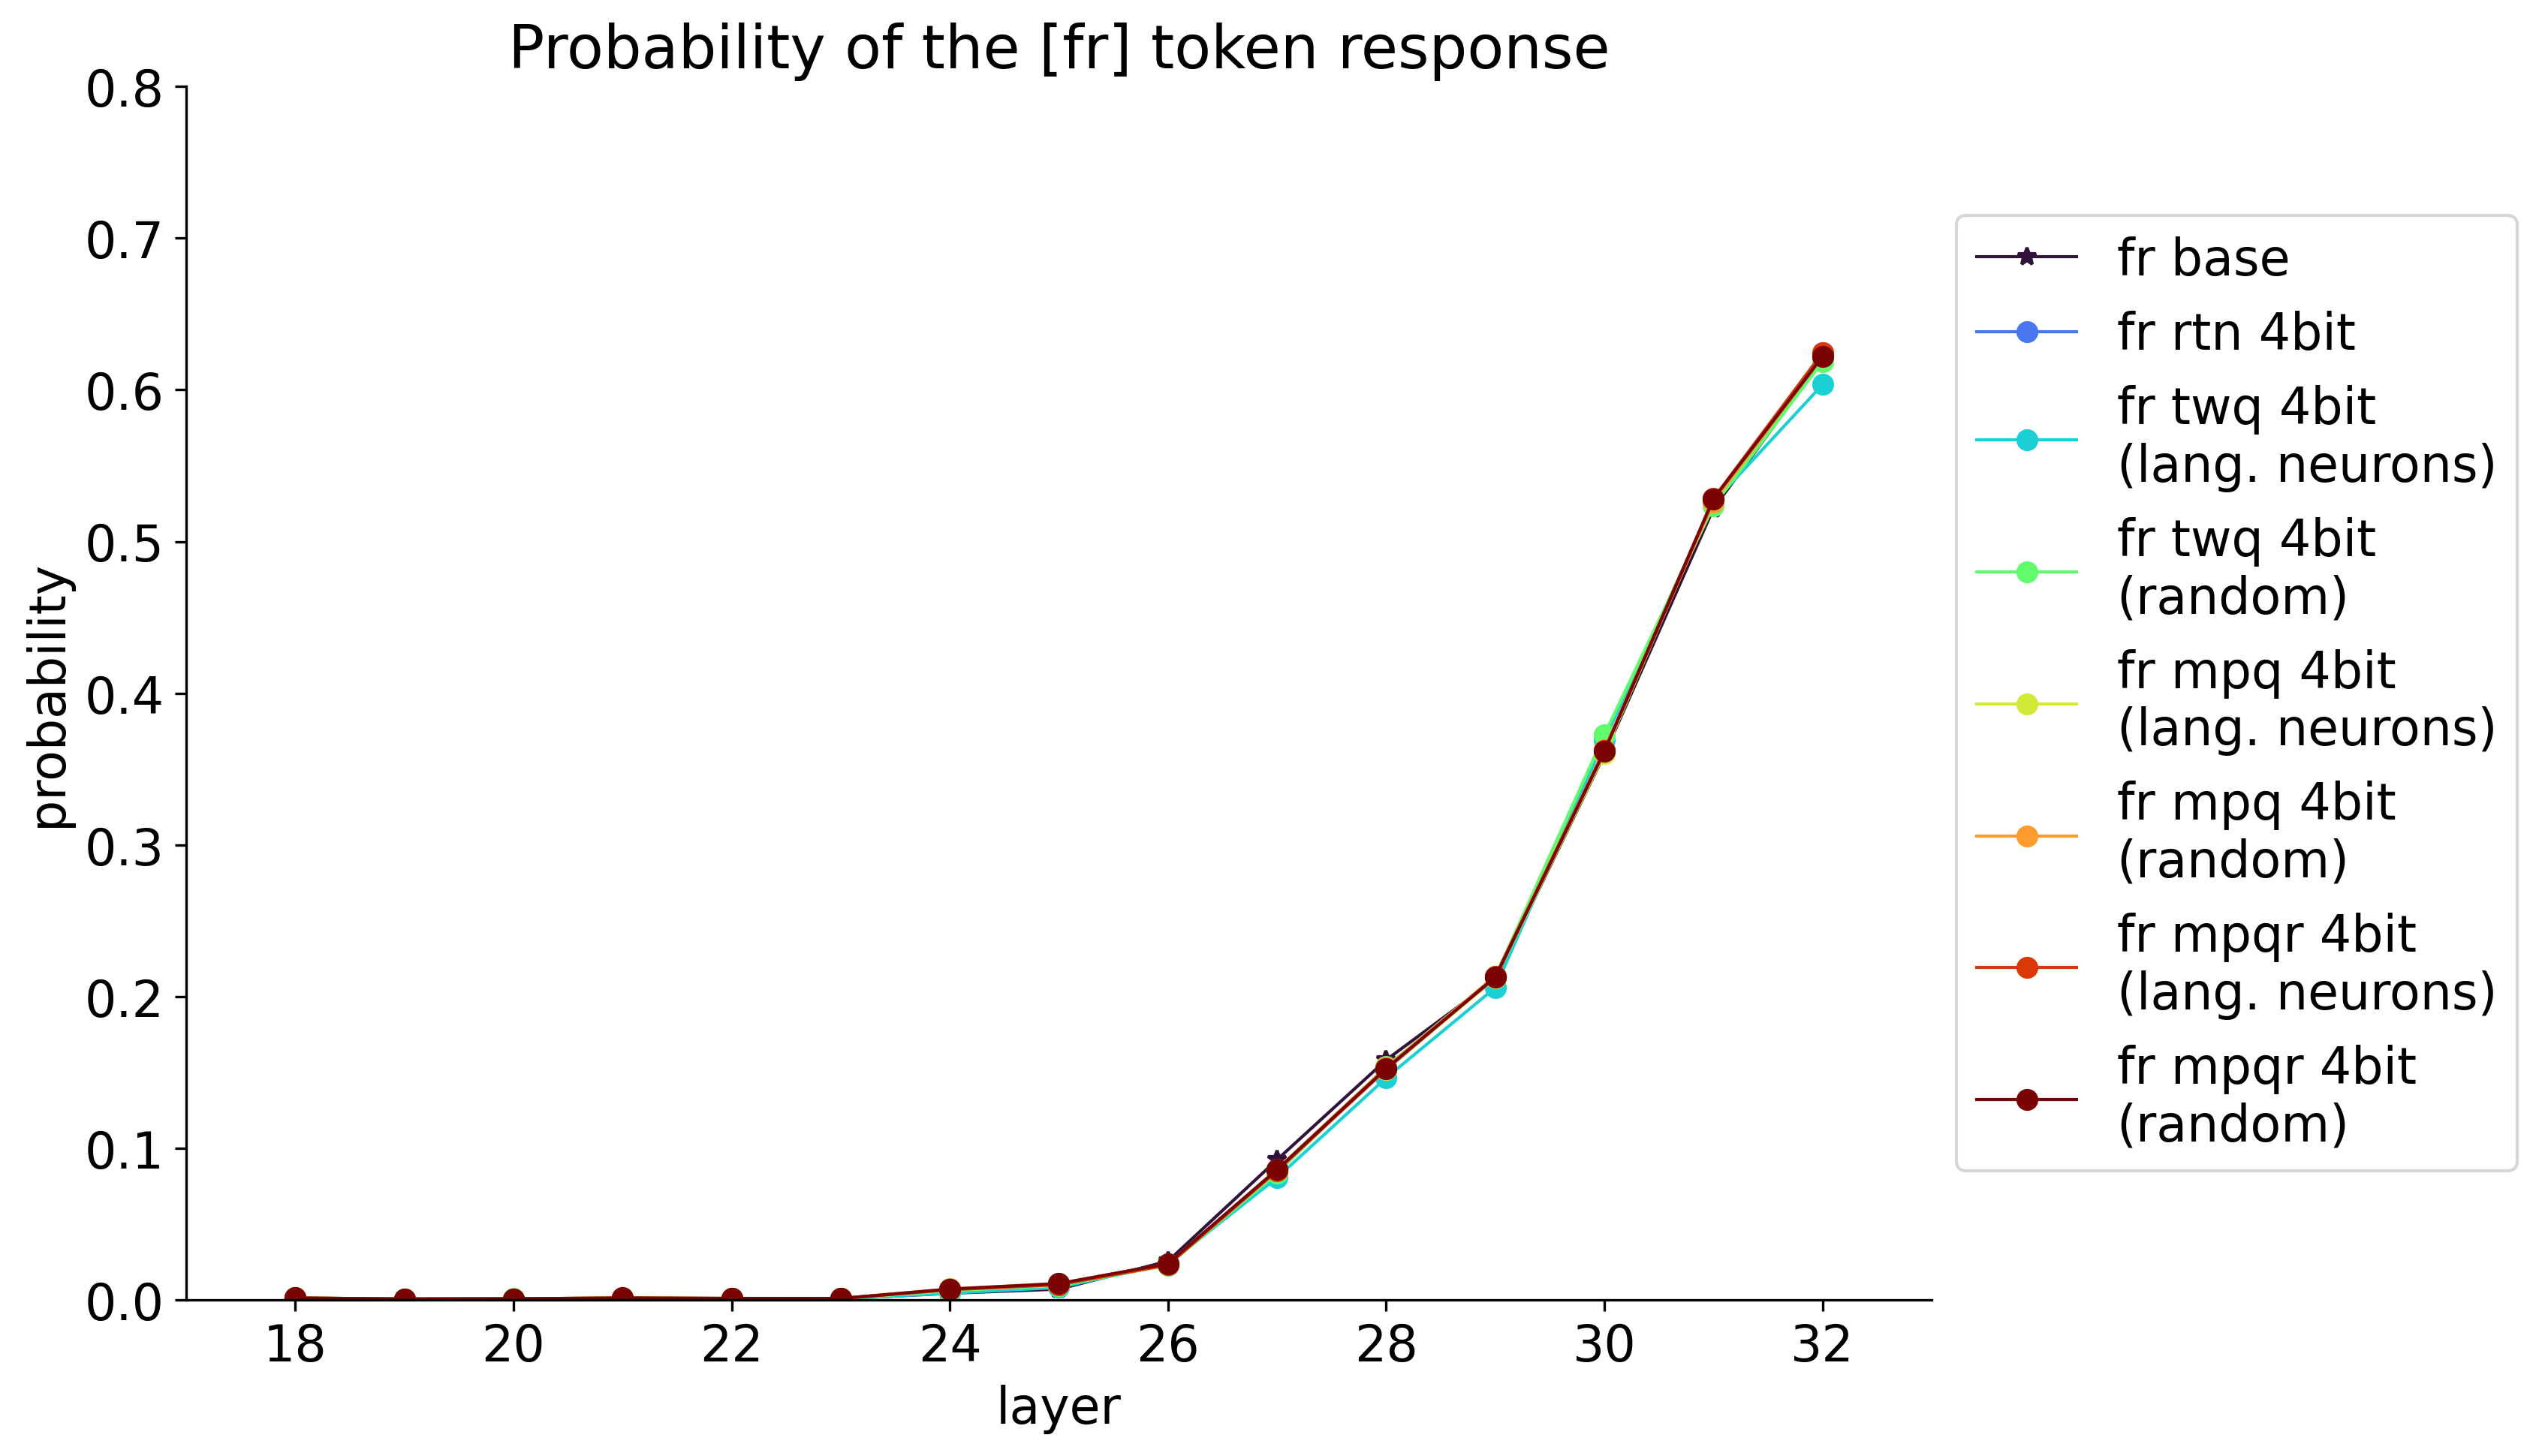 Probability of the [fr] token response
0.8
0.7
0.6
0.5
0.4
0.3
0.2
0.1
0.0
probability
18 20 22 24 26 28 30 32
layer
fr base
fr rtn 4bit
fr twq 4bit
(lang. neurons)
fr twq 4bit
(random)
fr mpq 4bit
(lang. neurons)
fr mpq 4bit
(random)
fr mpqr 4bit
(lang. neurons)
fr mpqr 4bit
(random)